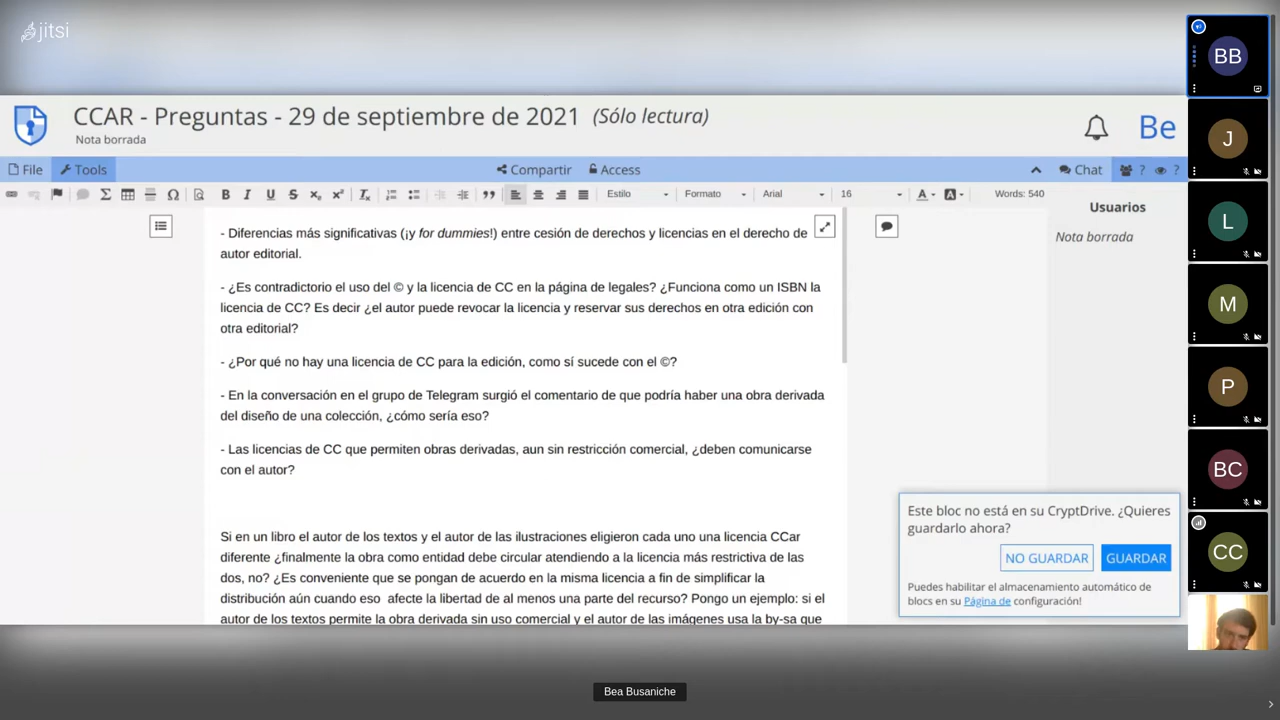 jitsi
CCAR - Preguntas - 29 de septiembre de 2021 (Sólo lectura)
Nota borrada
Be
File Tools Compartir Access Chat ? ?
Estilo Formato Arial 16 Words: 540
Usuarios
Nota borrada
- Diferencias más significativas (¡y for dummies!) entre cesión de derechos y licencias en el derecho de
autor editorial.
- ¿Es contradictorio el uso del © y la licencia de CC en la página de legales? ¿Funciona como un ISBN la
licencia de CC? Es decir ¿el autor puede revocar la licencia y reservar sus derechos en otra edición con
otra editorial?
- ¿Por qué no hay una licencia de CC para la edición, como sí sucede con el ©?
- En la conversación en el grupo de Telegram surgió el comentario de que podría haber una obra derivada
del diseño de una colección, ¿cómo sería eso?
- Las licencias de CC que permiten obras derivadas, aun sin restricción comercial, ¿deben comunicarse
con el autor?
Si en un libro el autor de los textos y el autor de las ilustraciones eligieron cada uno una licencia CCar
diferente ¿finalmente la obra como entidad debe circular atendiendo a la licencia más restrictiva de las
dos, no? ¿Es conveniente que se pongan de acuerdo en la misma licencia a fin de simplificar la
distribución aún cuando eso afecte la libertad de al menos una parte del recurso? Pongo un ejemplo: si el
autor de los textos permite la obra derivada sin uso comercial y el autor de las imágenes usa la by-sa que
Este bloc no está en su CryptDrive. ¿Quieres
guardarlo ahora?
NO GUARDAR GUARDAR
Puedes habilitar el almacenamiento automático de
blocs en su Página de configuración!
BB
J
L
M
P
BC
CC
Bea Busaniche